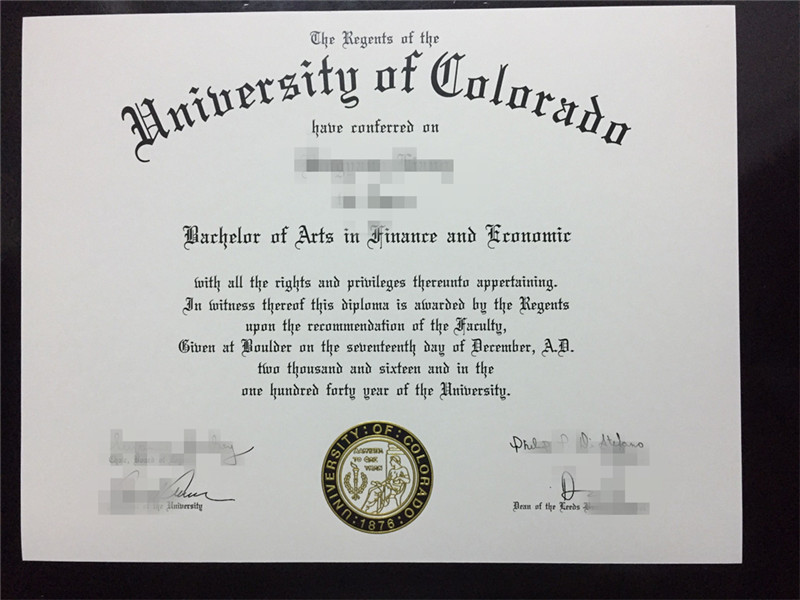 The Regents of the
University of Colorado
have conferred on
Bachelor of Arts in Finance and Economic
with all the rights and privileges thereunto appertaining.
In witness thereof this diploma is awarded by the Regents
upon the recommendation of the Faculty,
Given at Boulder on the seventeenth day of December, A.D.
two thousand and sixteen and in the
one hundred forty year of the University.
UNIVERSITY OF COLORADO
1876
of the University
Dean of the Leeds